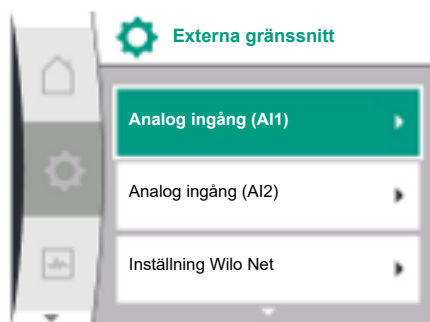 Externa gränssnitt
Analog ingång (AI1)
Analog ingång (AI2)
Inställning Wilo Net